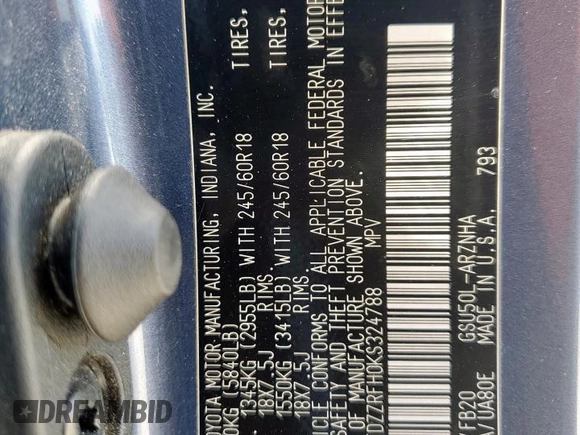 TOYOTA MOTOR MANUFACTURING, INDIANA, INC.
0KG (5840LB)
1345KG (2955LB) WITH 245/60R18 TIRES,
18X7.5J RIMS.
1550KG (3415LB) WITH 245/60R18 TIRES,
18X7.5J RIMS.
CONFORMS TO ALL APPLICABLE FEDERAL MOTOR
SAFETY AND THEFT PREVENTION STANDARDS IN EFFE
OF MANUFACTURE SHOWN ABOVE.
DZZRFH0KS324788 MPV
FB20 GSU50L-ARZNHA
/UA80E MADE IN U.S.A. 793
DREAMBID